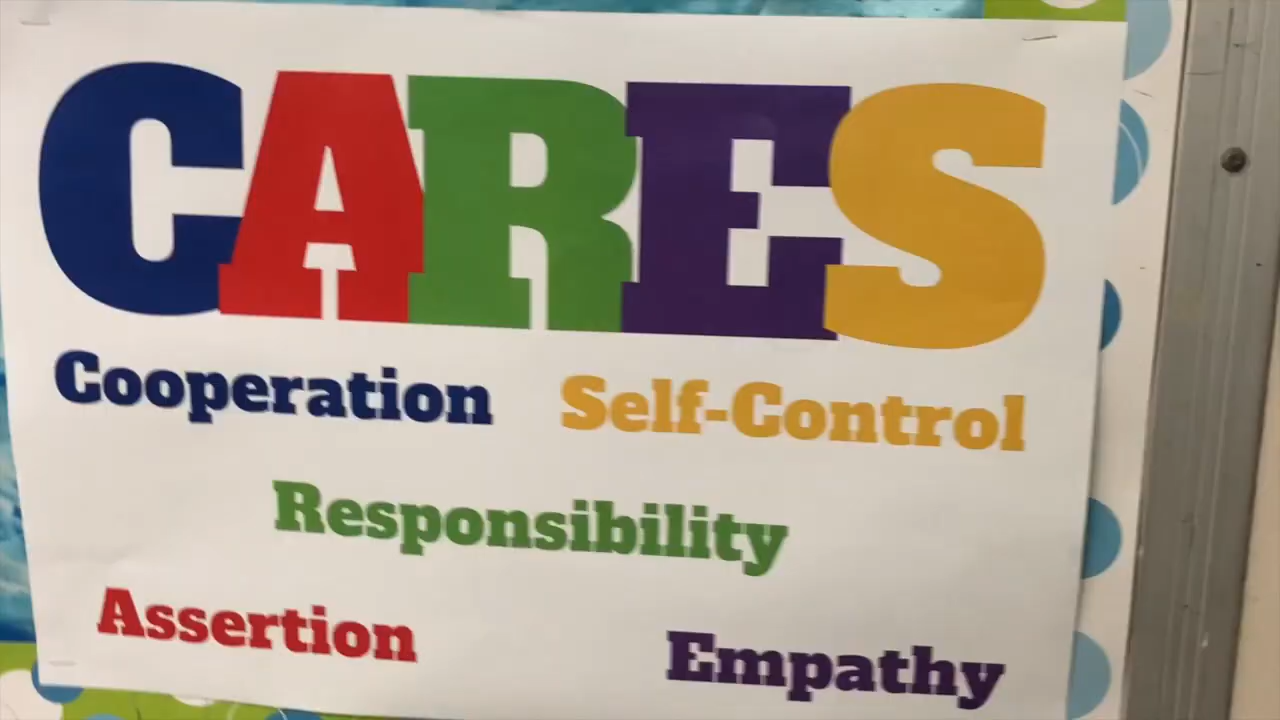 CARES
Cooperation Self-Control
Responsibility
Assertion Empathy